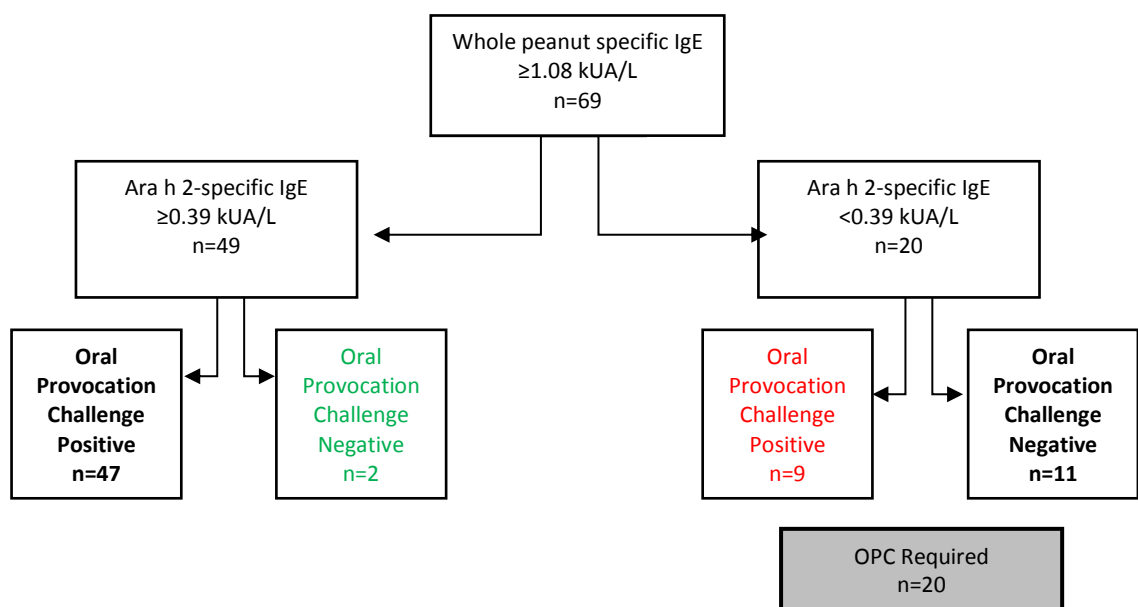 Whole peanut specific IgE
≥1.08 kUA/L
n=69
Ara h 2-specific IgE
≥0.39 kUA/L
n=49
Ara h 2-specific IgE
<0.39 kUA/L
n=20
Oral
Provocation
Challenge
Positive
n=47
Oral
Provocation
Challenge
Negative
n=2
Oral
Provocation
Challenge
Positive
n=9
Oral
Provocation
Challenge
Negative
n=11
OPC Required
n=20